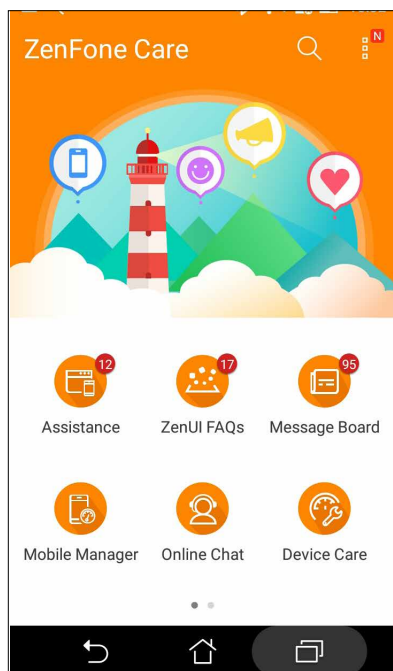 ZenFone Care
N
12
17
95
Assistance
ZenUI FAQs
Message Board
Mobile Manager
Online Chat
Device Care